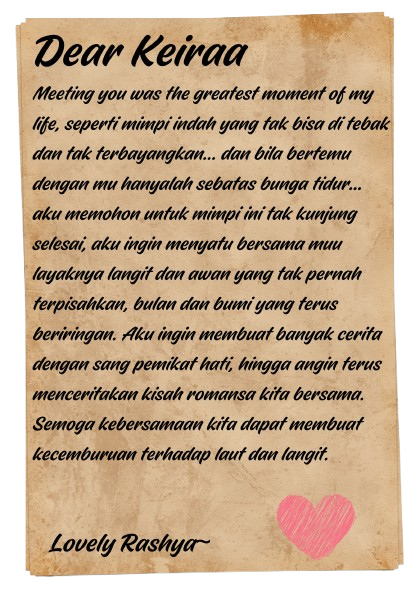 Dear Keiraa
Meeting you was the greatest moment of my
life, seperti mimpi indah yang tak bisa di tebak
dan tak terbayangkan... dan bila bertemu
dengan mu hanyalah sebatas bunga tidur...
aku memohon untuk mimpi ini tak kunjung
selesai, aku ingin menyatu bersama muu
layaknya langit dan awan yang tak pernah
terpisahkan, bulan dan bumi yang terus
beriringan. Aku ingin membuat banyak cerita
dengan sang pemikat hati, hingga angin terus
menceritakan kisah romansa kita bersama.
Semoga kebersamaan kita dapat membuat
kecemburuan terhadap laut dan langit.
Lovely Rashya~